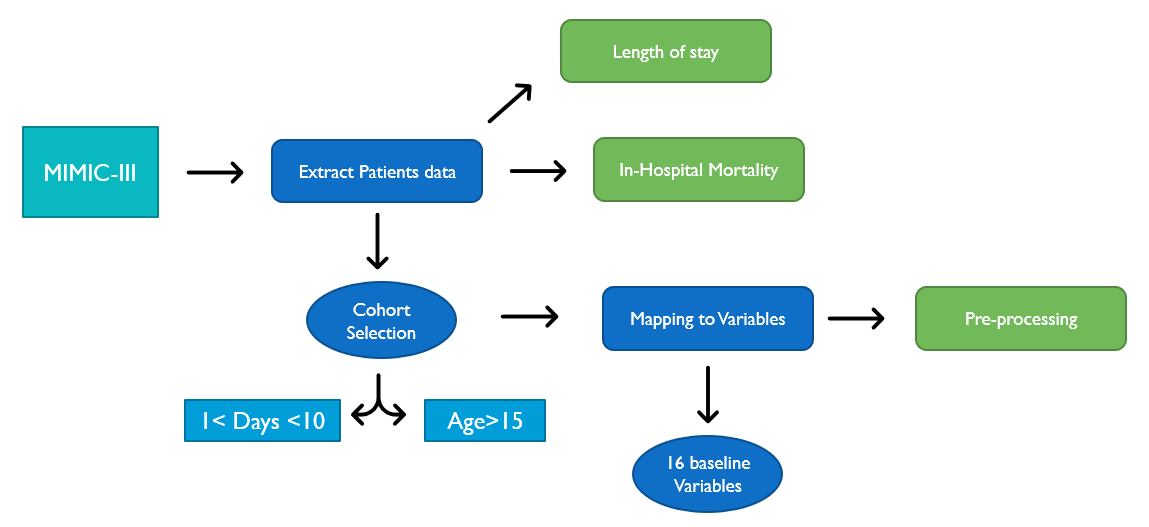 Length of stay
MIMIC-III
Extract Patients data
In-Hospital Mortality
Cohort
Selection
Mapping to Variables
Pre-processing
1< Days <10
Age>15
16 baseline
Variables